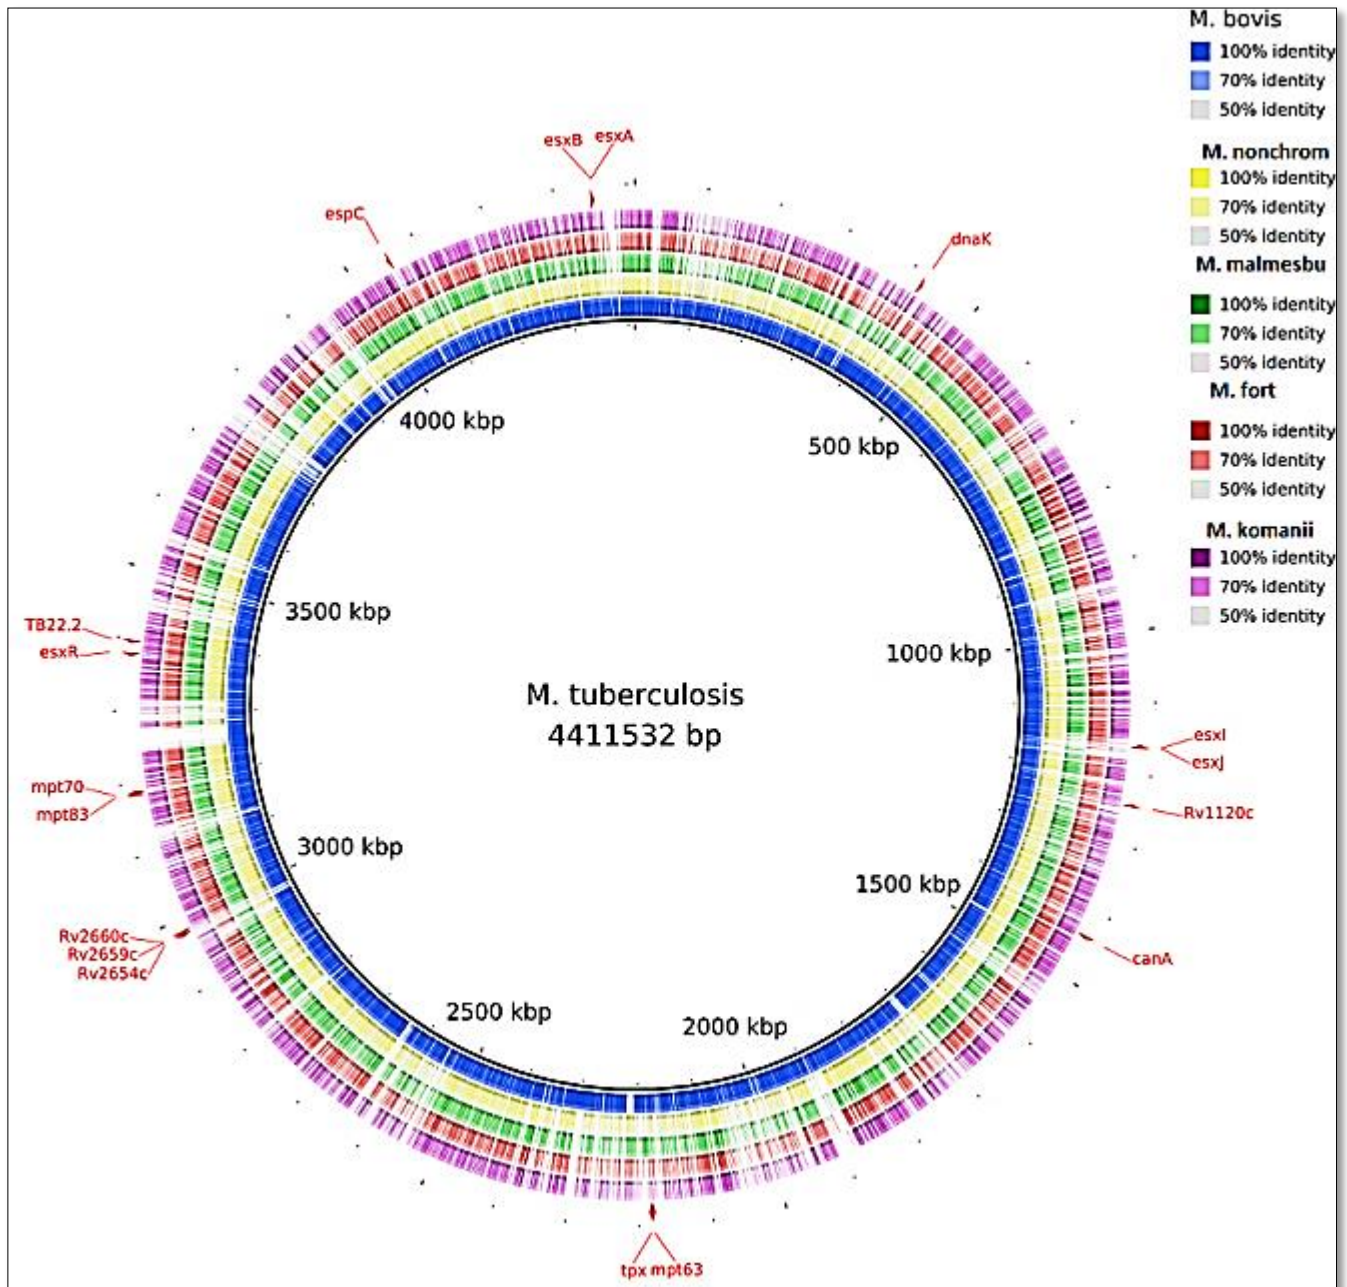 M. bovis
100% identity
70% identity
50% identity
M. nonchrom
100% identity
70% identity
50% identity
M. malmesbu
100% identity
70% identity
50% identity
M. fort
100% identity
70% identity
50% identity
M. komanii
100% identity
70% identity
50% identity
esxB esxA
espC
dnaK
4000 kbp
500 kbp
3500 kbp
1000 kbp
TB22.2
esxR
M. tuberculosis
4411532 bp
esxI
esxJ
mpt70
mpt83
Rv1120c
3000 kbp
1500 kbp
Rv2660c
Rv2659c
Rv2654c
canA
2500 kbp
2000 kbp
tpx mpt63